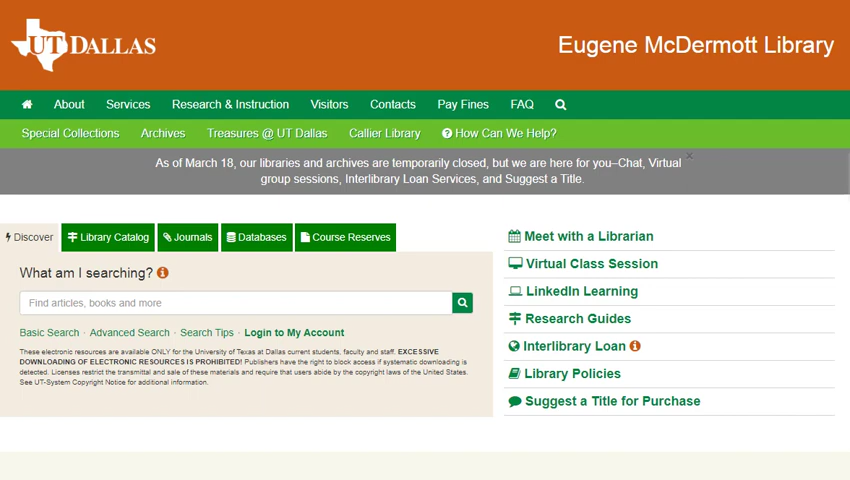 UT DALLAS
Eugene McDermott Library
About Services Research & Instruction Visitors Contacts Pay Fines FAQ
Special Collections Archives Treasures @ UT Dallas Callier Library How Can We Help?
As of March 18, our libraries and archives are temporarily closed, but we are here for you–Chat, Virtual
group sessions, Interlibrary Loan Services, and Suggest a Title.
Discover Library Catalog Journals Databases Course Reserves
What am I searching?
Find articles, books and more
Basic Search · Advanced Search · Search Tips · Login to My Account
These electronic resources are available ONLY for the University of Texas at Dallas current students, faculty and staff. EXCESSIVE
DOWNLOADING OF ELECTRONIC RESOURCES IS PROHIBITED! Publishers have the right to block access if systematic downloading is
detected. Licenses restrict the transmittal and sale of these materials and require that users abide by the copyright laws of the United States.
See UT-System Copyright Notice for additional information.
Meet with a Librarian
Virtual Class Session
LinkedIn Learning
Research Guides
Interlibrary Loan
Library Policies
Suggest a Title for Purchase